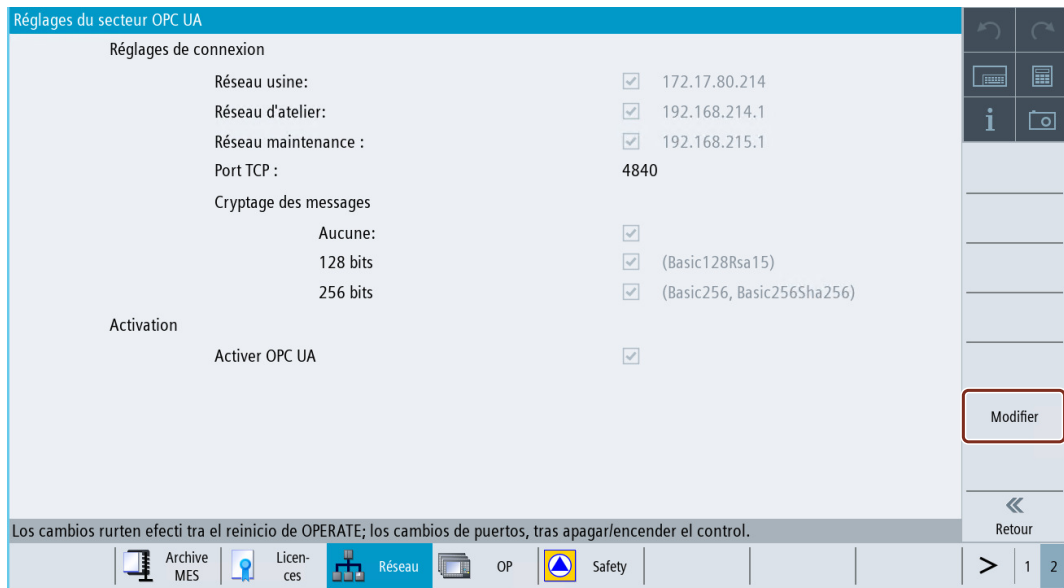 Réglages du secteur OPC UA
Réglages de connexion
Réseau usine: 172.17.80.214
Réseau d'atelier: 192.168.214.1
Réseau maintenance : 192.168.215.1
Port TCP : 4840
Cryptage des messages
Aucune:
128 bits (Basic128Rsa15)
256 bits (Basic256, Basic256Sha256)
Activation
Activer OPC UA
Modifier
Retour
Los cambios rurten efecti tra el reinicio de OPERATE; los cambios de puertos, tras apagar/encender el control.
Archive
MES
Licen-
ces
Réseau
OP
Safety
> 1 2